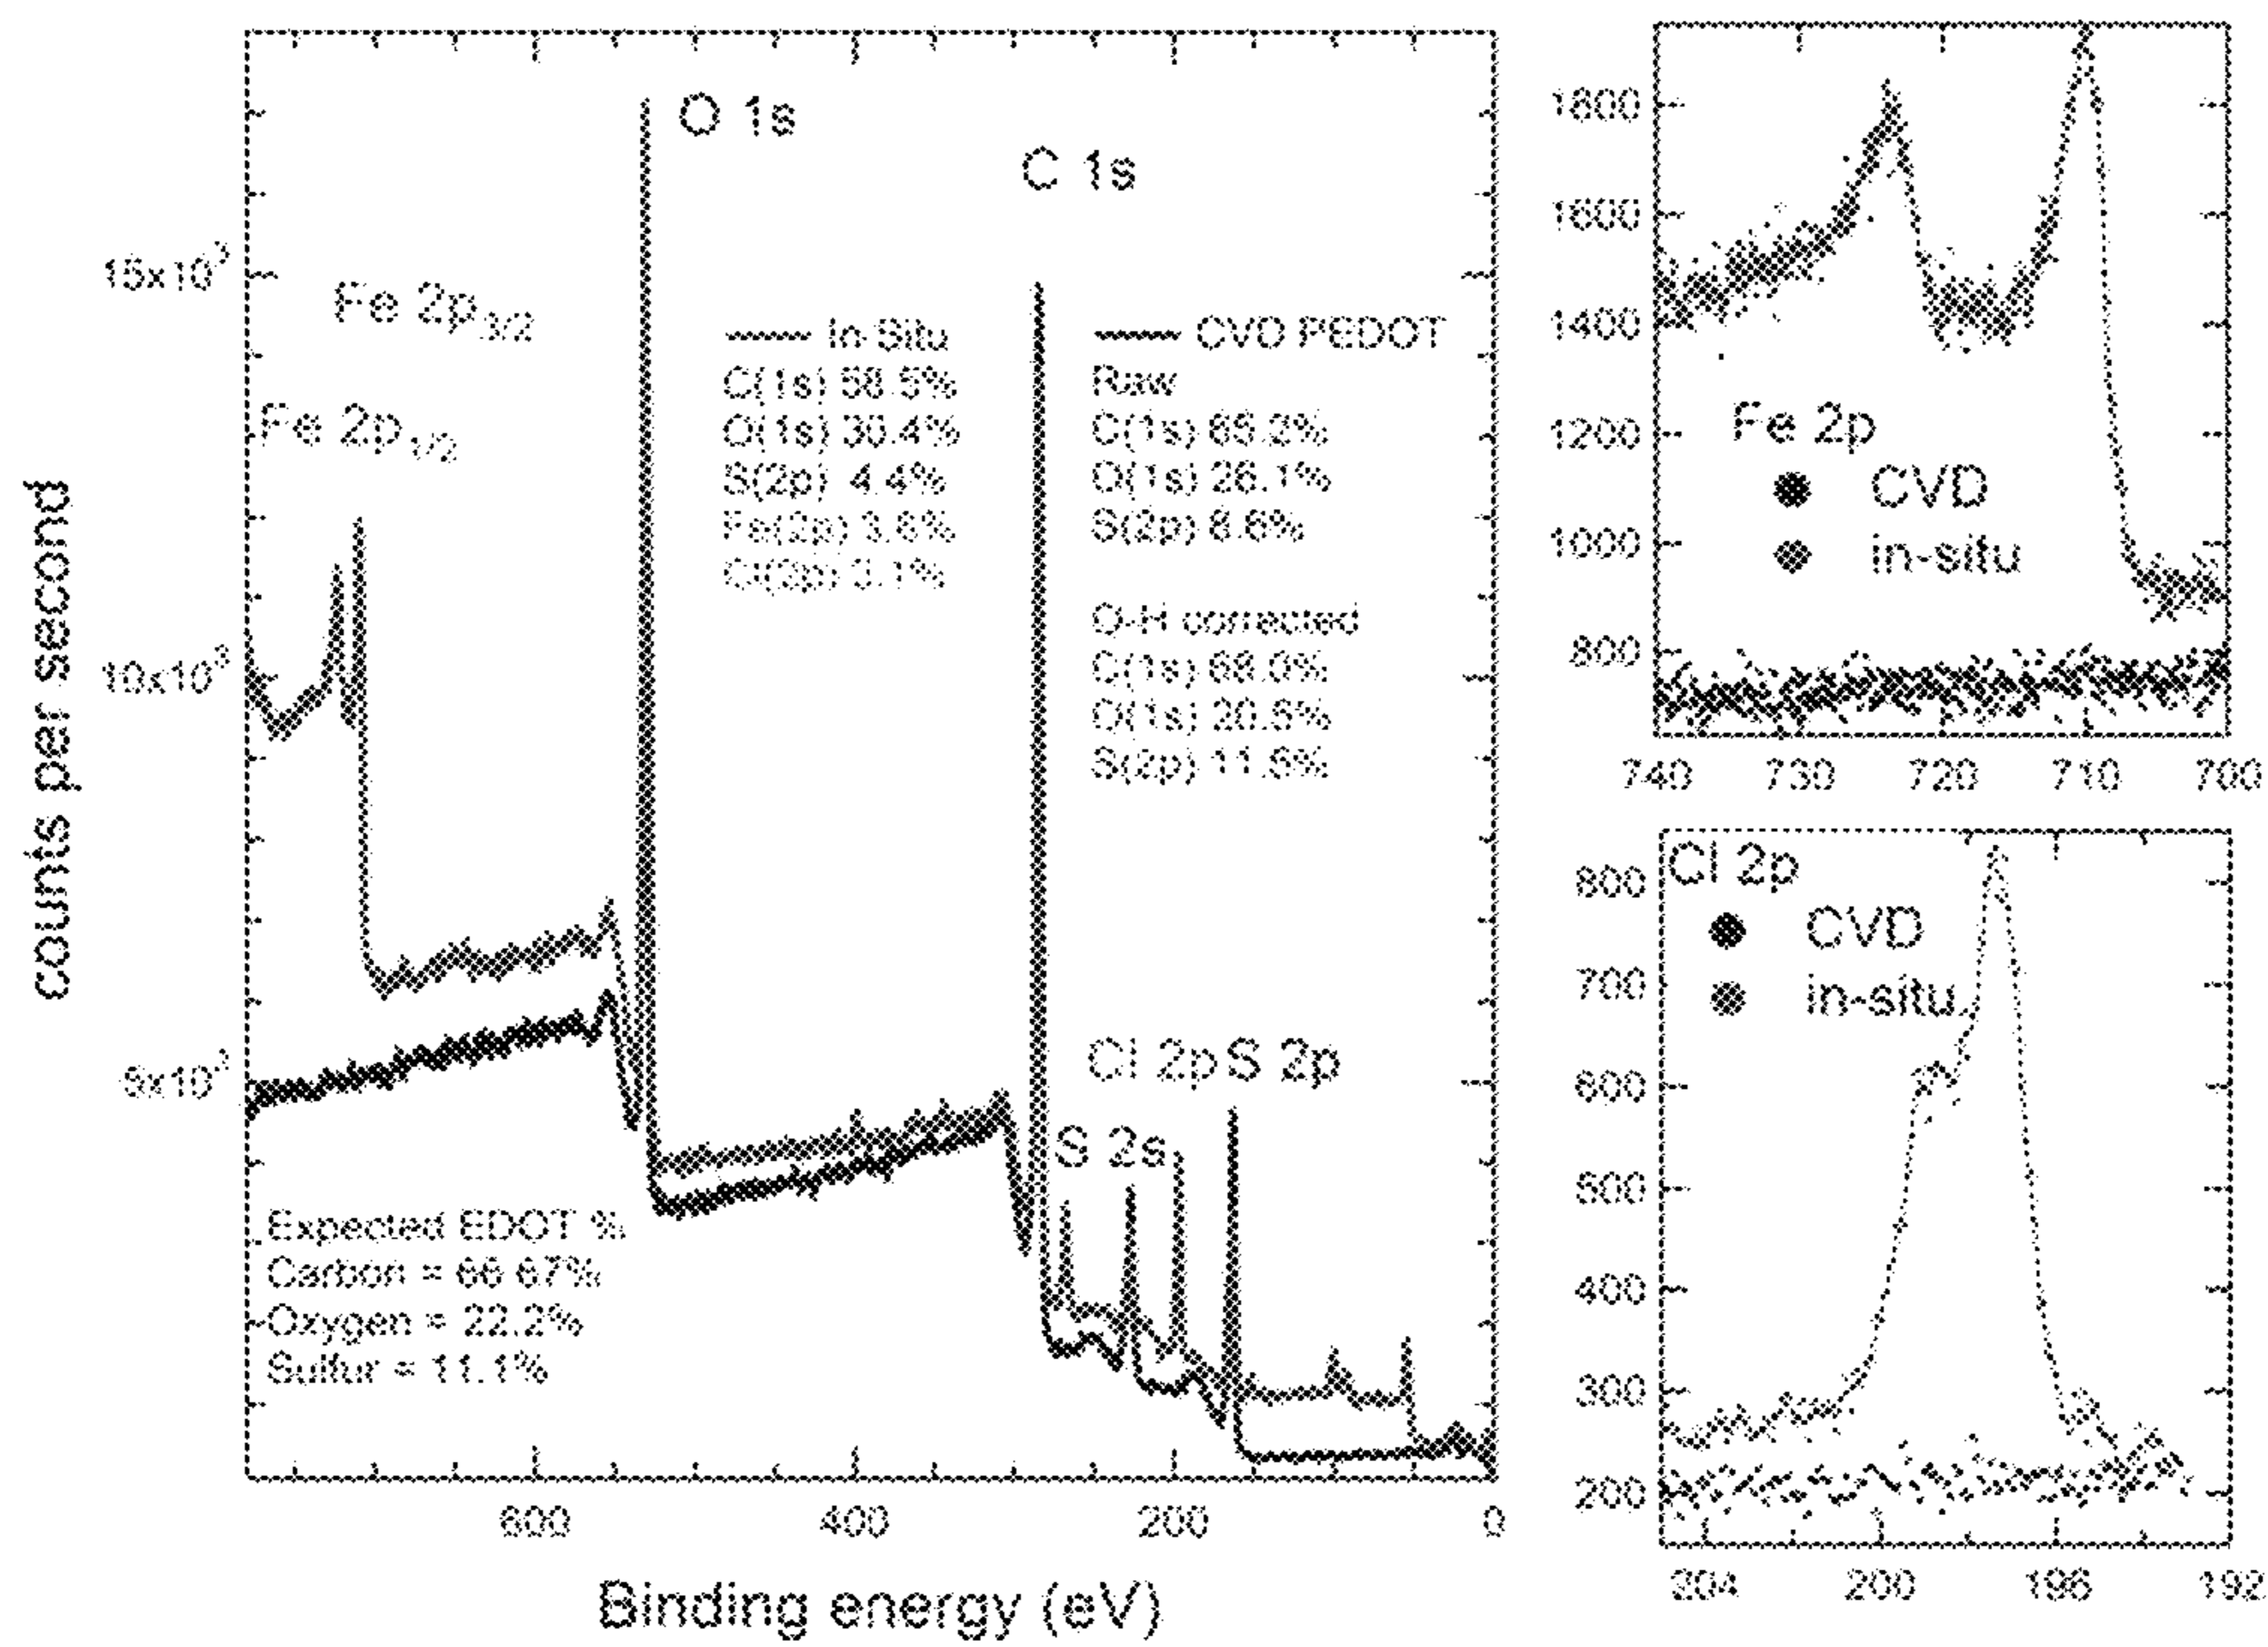 counts per second
15x10³
10x10³
5x10³
O 1s
C 1s
Fe 2p3/2
Fe 2p1/2
In Situ
C(1s) 58.5%
O(1s) 30.4%
S(2p) 4.4%
Fe(2p) 3.6%
Cl(2p) 3.1%
CVD PEDOT
Raw
C(1s) 65.2%
O(1s) 26.1%
S(2p) 8.6%
O-H corrected
C(1s) 68.0%
O(1s) 20.5%
S(2p) 11.5%
Cl 2p S 2p
S 2s
Expected EDOT %
Carbon = 66.67%
Oxygen = 22.2%
Sulfur = 11.1%
600 400 200 0
Binding energy (eV)
1800
1600
1400
1200
1000
800
Fe 2p
CVD
in-situ
740 730 720 710 700
Cl 2p
CVD
in-situ
800
700
600
500
400
300
200
204 200 196 192